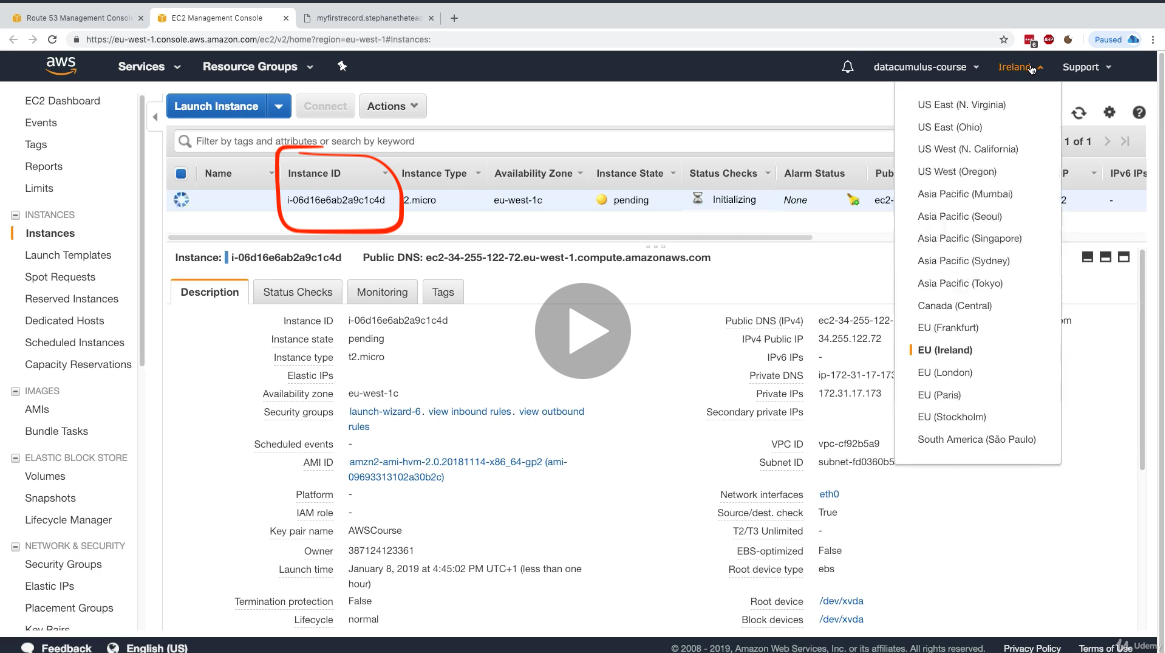 Route 53 Management Consol
EC2 Management Console
myfirstrecord.stephanetheteac
https://eu-west-1.console.aws.amazon.com/ec2/v2/home?region=eu-west-1#Instances:
Paused
aws
Services
Resource Groups
datacumulus-course
Ireland
Support
EC2 Dashboard
Events
Tags
Reports
Limits
INSTANCES
Instances
Launch Templates
Spot Requests
Reserved Instances
Dedicated Hosts
Scheduled Instances
Capacity Reservations
IMAGES
AMIs
Bundle Tasks
ELASTIC BLOCK STORE
Volumes
Snapshots
Lifecycle Manager
NETWORK & SECURITY
Security Groups
Elastic IPs
Placement Groups
Key Pairs
Launch Instance
Connect
Actions
Filter by tags and attributes or search by keyword
1 of 1
Name Instance ID Instance Type Availability Zone Instance State Status Checks Alarm Status Pub P IPv6 IPs
i-06d16e6ab2a9c1c4d t2.micro eu-west-1c pending Initializing None ec2- 2 -
Instance: i-06d16e6ab2a9c1c4d Public DNS: ec2-34-255-122-72.eu-west-1.compute.amazonaws.com
Description Status Checks Monitoring Tags
Instance ID i-06d16e6ab2a9c1c4d
Instance state pending
Instance type t2.micro
Elastic IPs
Availability zone eu-west-1c
Security groups launch-wizard-6. view inbound rules. view outbound
rules
Scheduled events -
AMI ID amzn2-ami-hvm-2.0.20181114-x86_64-gp2 (ami-
09693313102a30b2c)
Platform -
IAM role -
Key pair name AWSCourse
Owner 387124123361
Launch time January 8, 2019 at 4:45:02 PM UTC+1 (less than one
hour)
Termination protection False
Lifecycle normal
Public DNS (IPv4) ec2-34-255-122- om
IPv4 Public IP 34.255.122.72
IPv6 IPs -
Private DNS ip-172-31-17-173
Private IPs 172.31.17.173
Secondary private IPs
VPC ID vpc-cf92b5a9
Subnet ID subnet-fd0360b5
Network interfaces eth0
Source/dest. check True
T2/T3 Unlimited -
EBS-optimized False
Root device type ebs
Root device /dev/xvda
Block devices /dev/xvda
US East (N. Virginia)
US East (Ohio)
US West (N. California)
US West (Oregon)
Asia Pacific (Mumbai)
Asia Pacific (Seoul)
Asia Pacific (Singapore)
Asia Pacific (Sydney)
Asia Pacific (Tokyo)
Canada (Central)
EU (Frankfurt)
EU (Ireland)
EU (London)
EU (Paris)
EU (Stockholm)
South America (São Paulo)
Feedback
English (US)
© 2008 - 2019, Amazon Web Services, Inc. or its affiliates. All rights reserved.
Privacy Policy
Terms of Use
Udemy